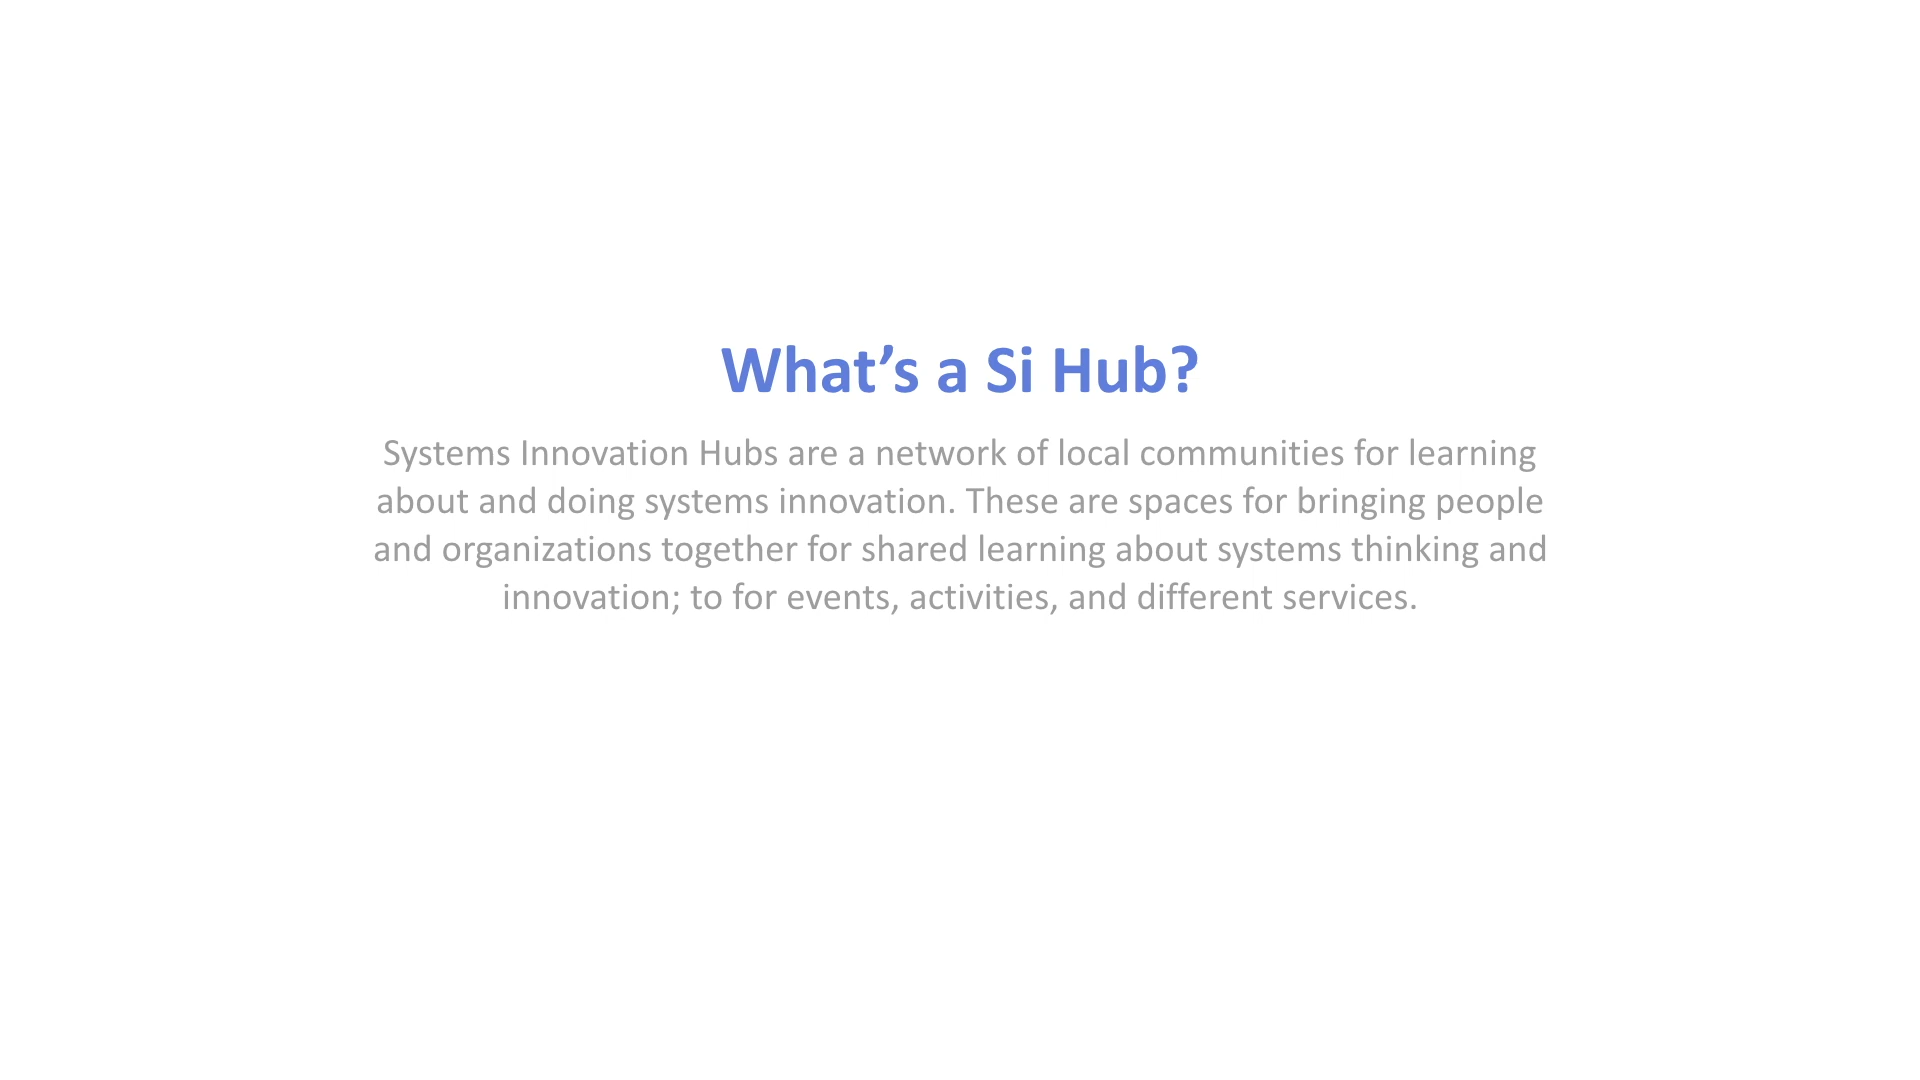 What’s a Si Hub?
Systems Innovation Hubs are a network of local communities for learning
about and doing systems innovation. These are spaces for bringing people
and organizations together for shared learning about systems thinking and
innovation; to for events, activities, and different services.